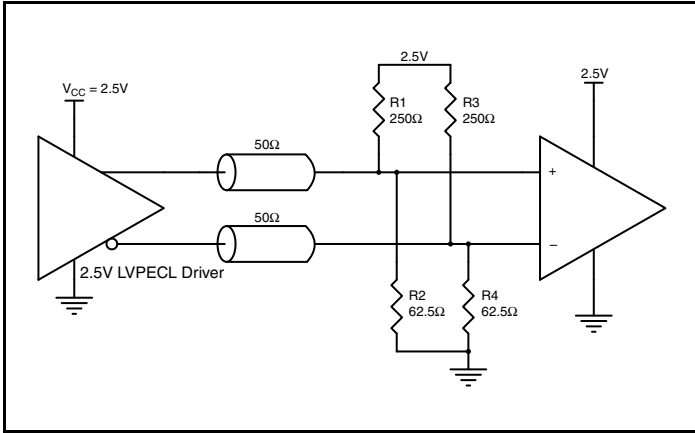 2.5V
2.5V
V_CC = 2.5V
R1
250Ω
R3
250Ω
50Ω
+
50Ω
–
2.5V LVPECL Driver
R2
62.5Ω
R4
62.5Ω